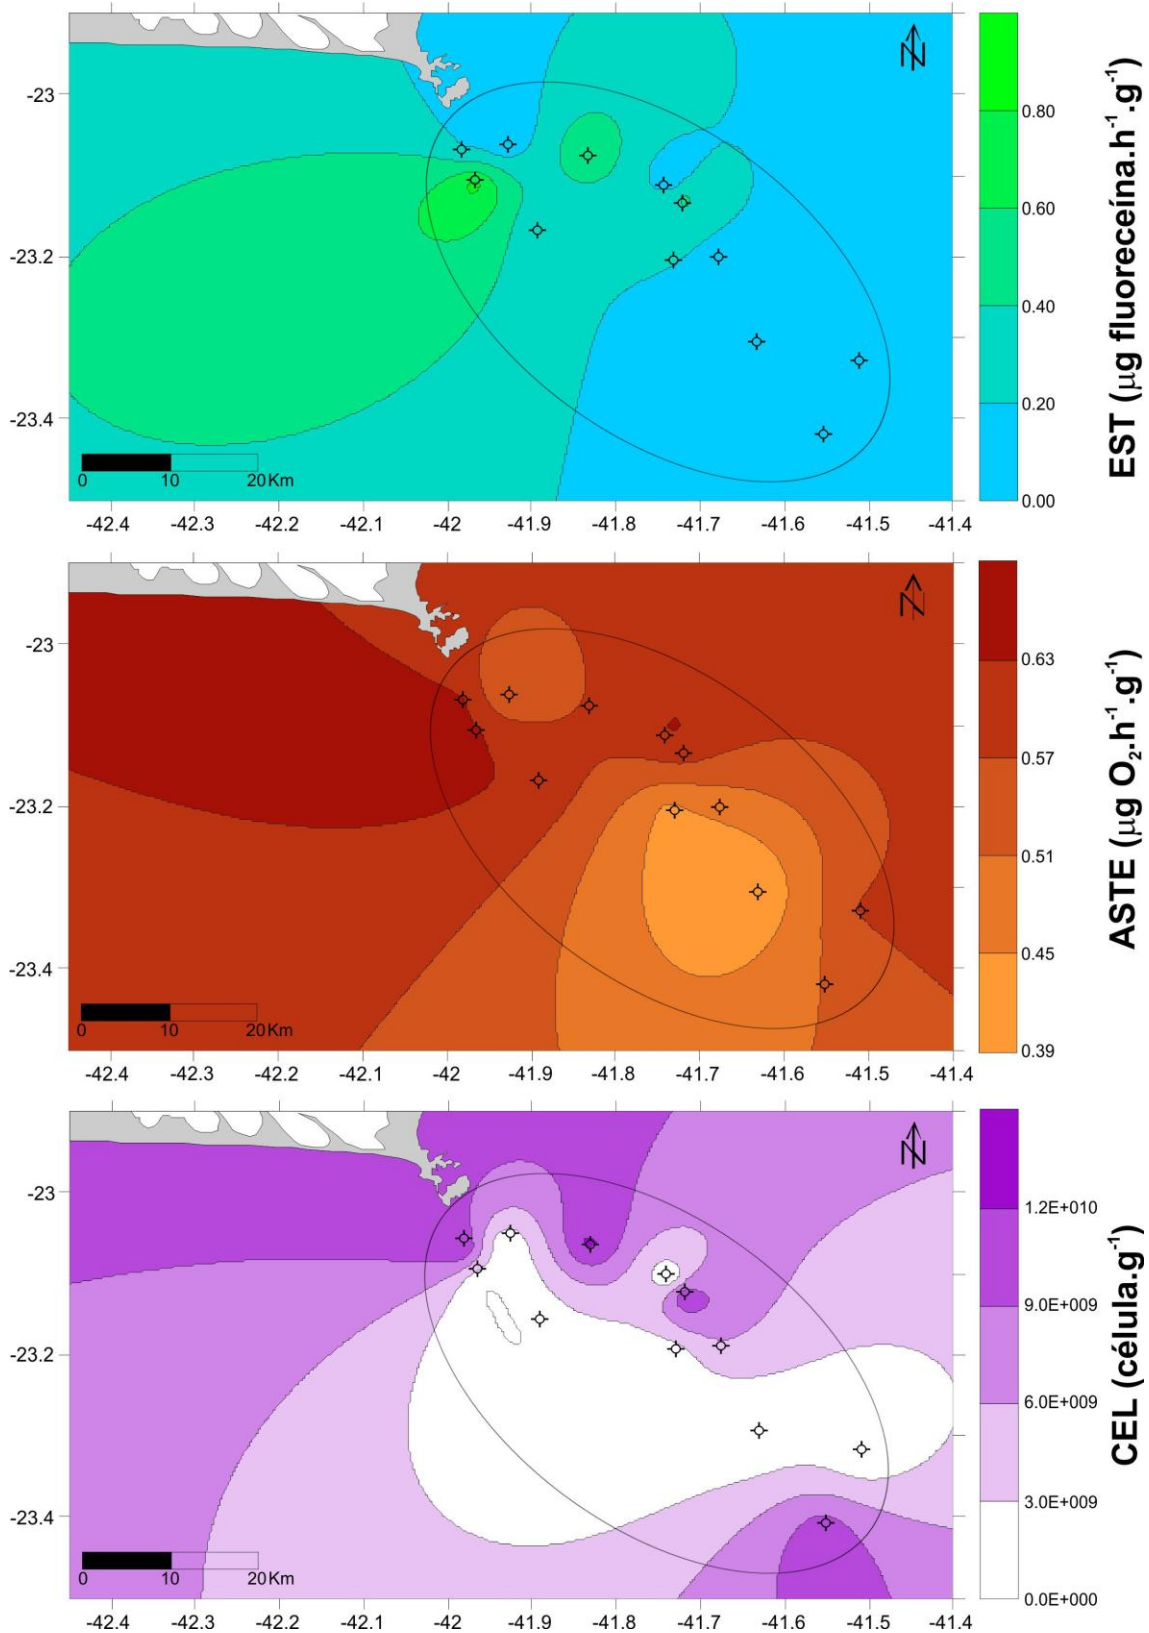 N
-23
-23.2
-23.4
0 10 20 Km
-42.4 -42.3 -42.2 -42.1 -42 -41.9 -41.8 -41.7 -41.6 -41.5 -41.4
0.80
0.60
0.40
0.20
0.00
EST (µg fluoreceína.h⁻¹.g⁻¹)
N
-23
-23.2
-23.4
0 10 20 Km
-42.4 -42.3 -42.2 -42.1 -42 -41.9 -41.8 -41.7 -41.6 -41.5 -41.4
0.63
0.57
0.51
0.45
0.39
ASTE (µg O₂.h⁻¹.g⁻¹)
N
-23
-23.2
-23.4
0 10 20 Km
-42.4 -42.3 -42.2 -42.1 -42 -41.9 -41.8 -41.7 -41.6 -41.5 -41.4
1.2E+010
9.0E+009
6.0E+009
3.0E+009
0.0E+000
CEL (célula.g⁻¹)